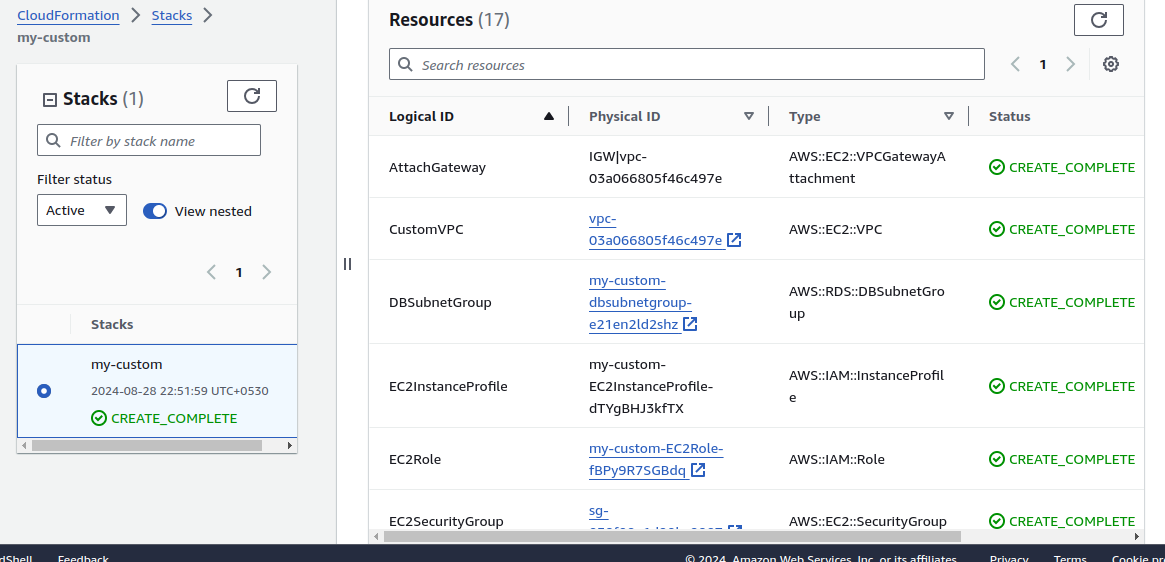 CloudFormation
Stacks
my-custom
Stacks (1)
Filter by stack name
Filter status
Active
View nested
1
Stacks
my-custom
2024-08-28 22:51:59 UTC+0530
CREATE_COMPLETE
Resources (17)
Search resources
1
Logical ID
Physical ID
Type
Status
AttachGateway
IGW|vpc-
03a066805f46c497e
AWS::EC2::VPCGatewayA
ttachment
CREATE_COMPLETE
CustomVPC
vpc-
03a066805f46c497e
AWS::EC2::VPC
CREATE_COMPLETE
DBSubnetGroup
my-custom-
dbsubnetgroup-
e21en2ld2shz
AWS::RDS::DBSubnetGro
up
CREATE_COMPLETE
EC2InstanceProfile
my-custom-
EC2InstanceProfile-
dTYgBHJ3kfTX
AWS::IAM::InstanceProfil
e
CREATE_COMPLETE
EC2Role
my-custom-EC2Role-
fBPy9R7SGBdq
AWS::IAM::Role
CREATE_COMPLETE
EC2SecurityGroup
sg-
AWS::EC2::SecurityGroup
CREATE_COMPLETE
dShell
Feedback
© 2024, Amazon Web Services, Inc. or its affiliates.
Privacy
Terms
Cookie pr